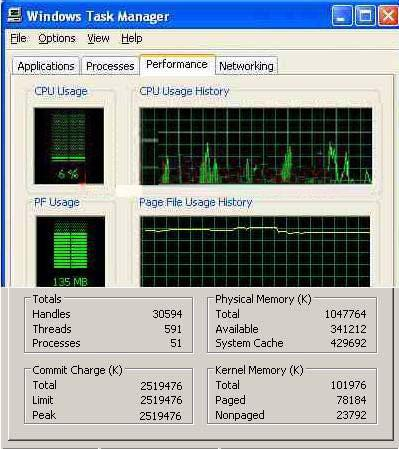 Windows Task Manager
File Options View Help
Applications Processes Performance Networking
CPU Usage CPU Usage History
6 %
PF Usage Page File Usage History
135 MB
Totals Physical Memory (K)
Handles 30594 Total 1047764
Threads 591 Available 341212
Processes 51 System Cache 429692
Commit Charge (K) Kernel Memory (K)
Total 2519476 Total 101976
Limit 2519476 Paged 78184
Peak 2519476 Nonpaged 23792